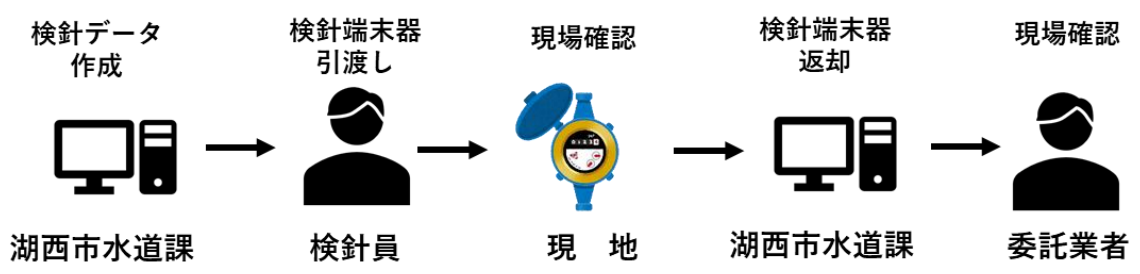 検針データ
作成
検針端末器
引渡し
現場確認
検針端末器
返却
現場確認
湖西市水道課
検針員
現　地
湖西市水道課
委託業者